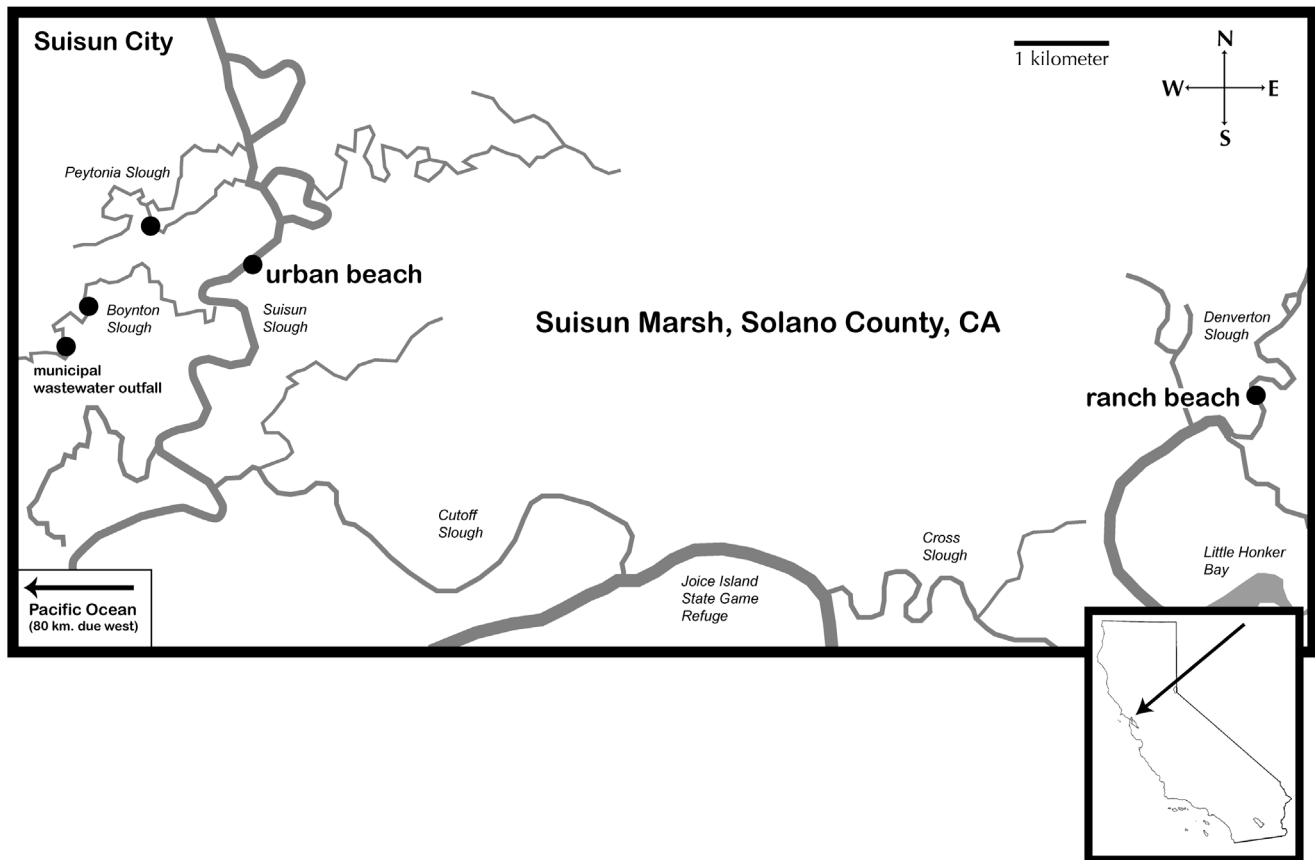 Suisun City
1 kilometer
N
W
E
S
Peytonia Slough
urban beach
Boynton
Slough
Suisun
Slough
Suisun Marsh, Solano County, CA
Denverton
Slough
municipal
wastewater outfall
ranch beach
Cutoff
Slough
Cross
Slough
Joice Island
State Game
Refuge
Little Honker
Bay
Pacific Ocean
(80 km. due west)